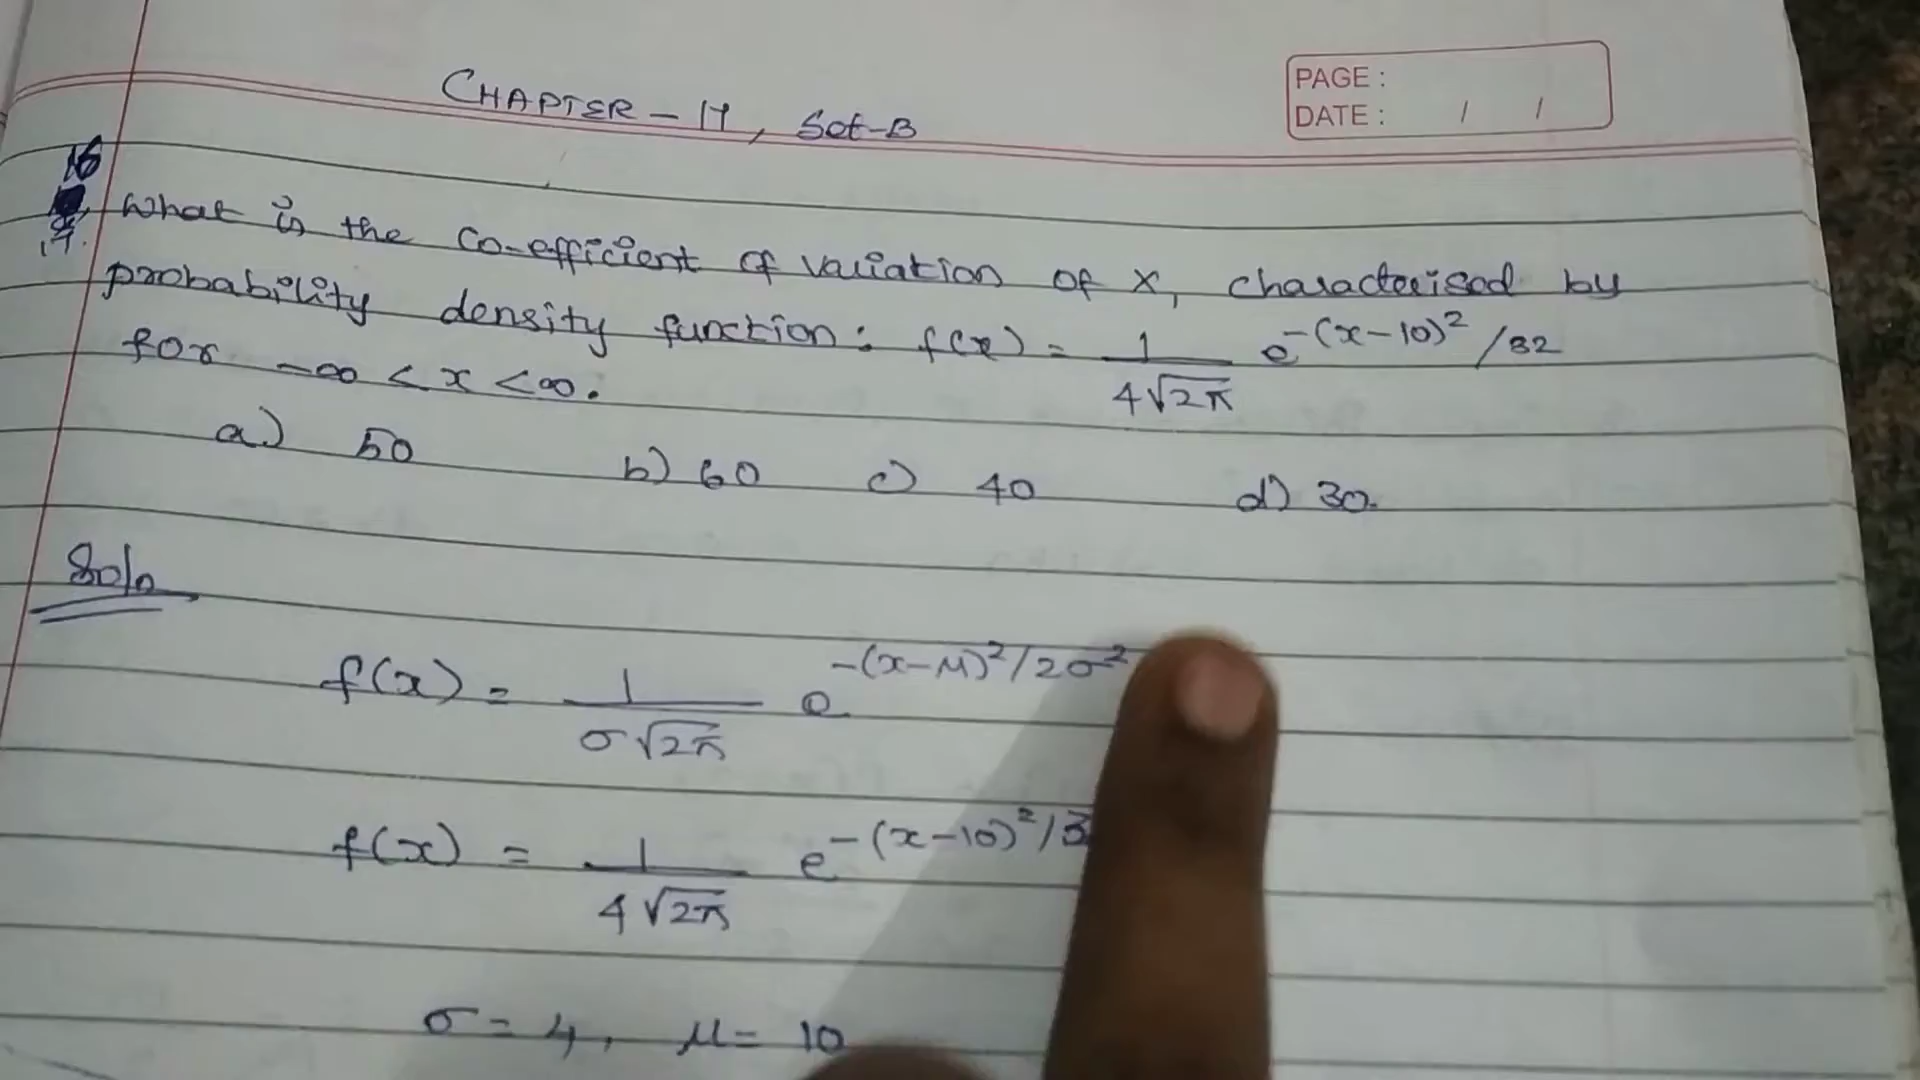 CHAPTER - 17, Set-B
PAGE :
DATE : / /
16
17.
What is the co-efficient of variation of x, characterised by
probability density function : f(x) = 1/4√2π e^-(x-10)²/32
for -∞ < x < ∞.
a) 50 b) 60 c) 40 d) 30.
Soln
f(x) = 1/σ√2π e^-(x-μ)²/2σ²
f(x) = 1/4√2π e^-(x-10)²/3
σ = 4, μ = 10